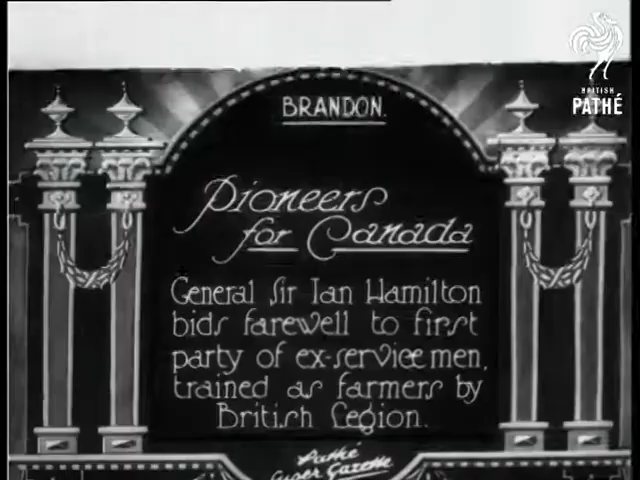 BRANDON.
Pioneers
for Canada
General Sir Ian Hamilton
bids farewell to first
party of ex-service men,
trained as farmers by
British Legion.
Pathé
Super Gazette
BRITISH
PATHÉ